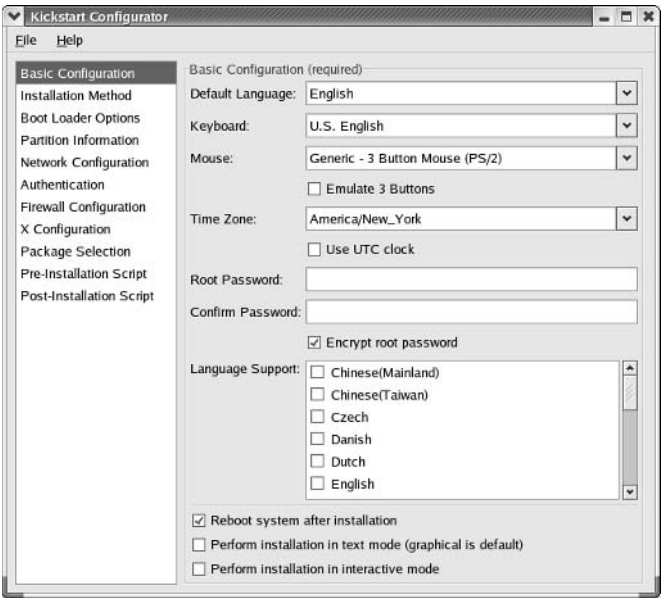 Kickstart Configurator
File Help
Basic Configuration
Installation Method
Boot Loader Options
Partition Information
Network Configuration
Authentication
Firewall Configuration
X Configuration
Package Selection
Pre-Installation Script
Post-Installation Script
Basic Configuration (required)
Default Language: English
Keyboard: U.S. English
Mouse: Generic - 3 Button Mouse (PS/2)
Emulate 3 Buttons
Time Zone: America/New_York
Use UTC clock
Root Password:
Confirm Password:
Encrypt root password
Language Support: Chinese(Mainland)
Chinese(Taiwan)
Czech
Danish
Dutch
English
Reboot system after installation
Perform installation in text mode (graphical is default)
Perform installation in interactive mode